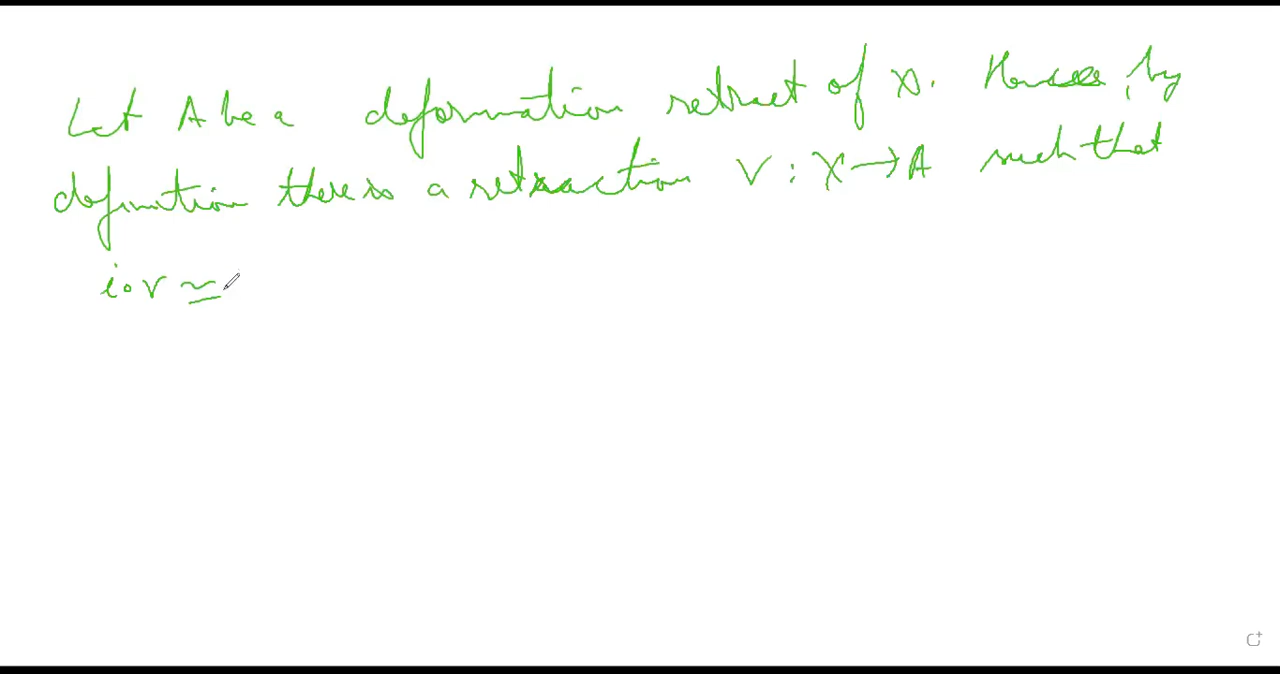 Let A be a deformation retract of X. Hence, by
definition there is a retraction r : X → A such that
i∘r ≃